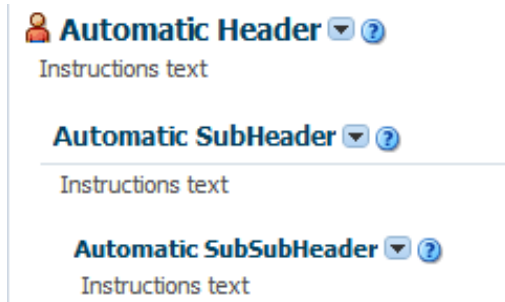 Automatic Header
Instructions text
Automatic SubHeader
Instructions text
Automatic SubSubHeader
Instructions text